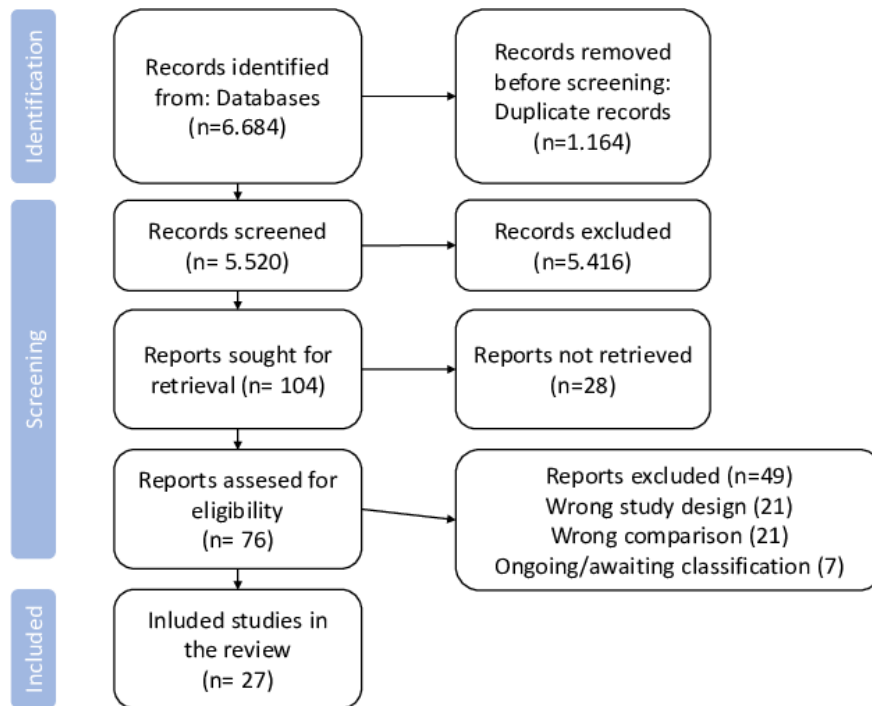 Identification
Records identified
from: Databases
(n=6.684)
Records removed
before screening:
Duplicate records
(n=1.164)
Screening
Records screened
(n= 5.520)
Records excluded
(n=5.416)
Reports sought for
retrieval (n= 104)
Reports not retrieved
(n=28)
Reports assesed for
eligibility
(n= 76)
Reports excluded (n=49)
Wrong study design (21)
Wrong comparison (21)
Ongoing/awaiting classification (7)
Included
Inluded studies in
the review
(n= 27)